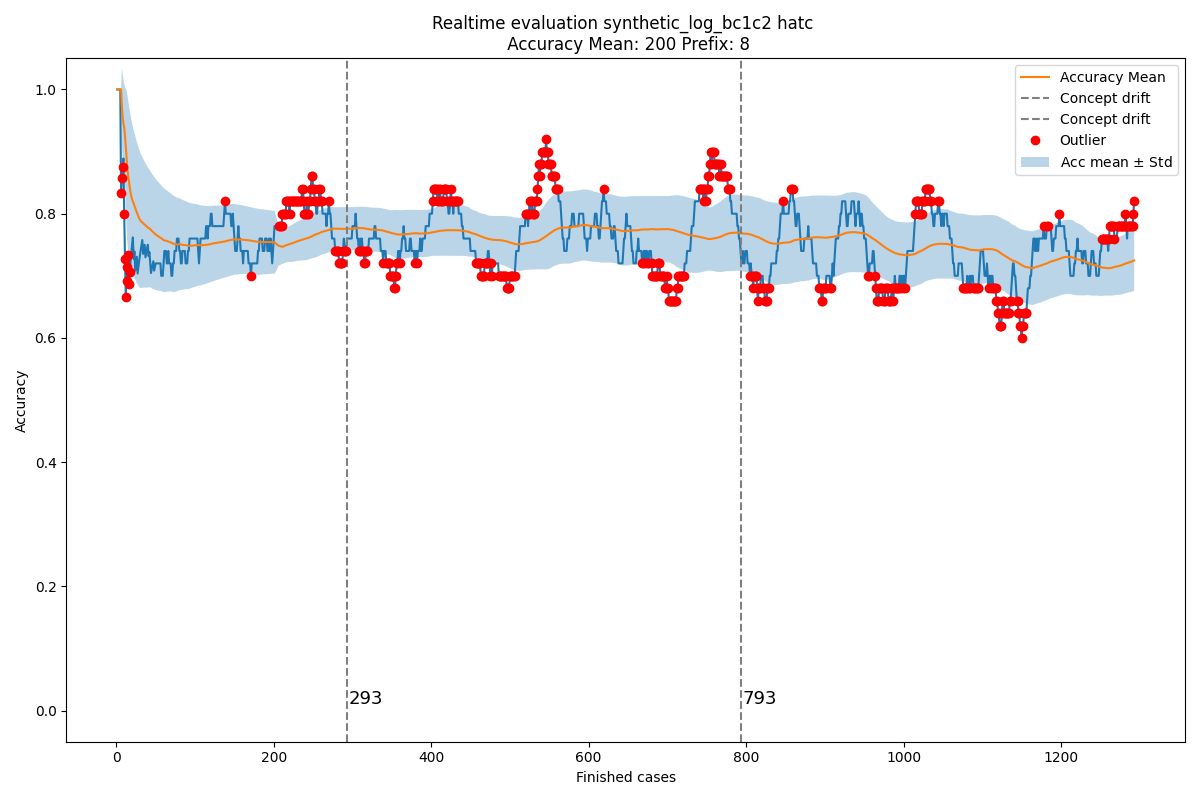 Realtime evaluation synthetic_log_bc1c2 hatc
Accuracy Mean: 200 Prefix: 8
Accuracy Mean
Concept drift
Concept drift
Outlier
Acc mean ± Std
1.0
0.8
0.6
0.4
0.2
0.0
Accuracy
293
793
0
200
400
600
800
1000
1200
Finished cases